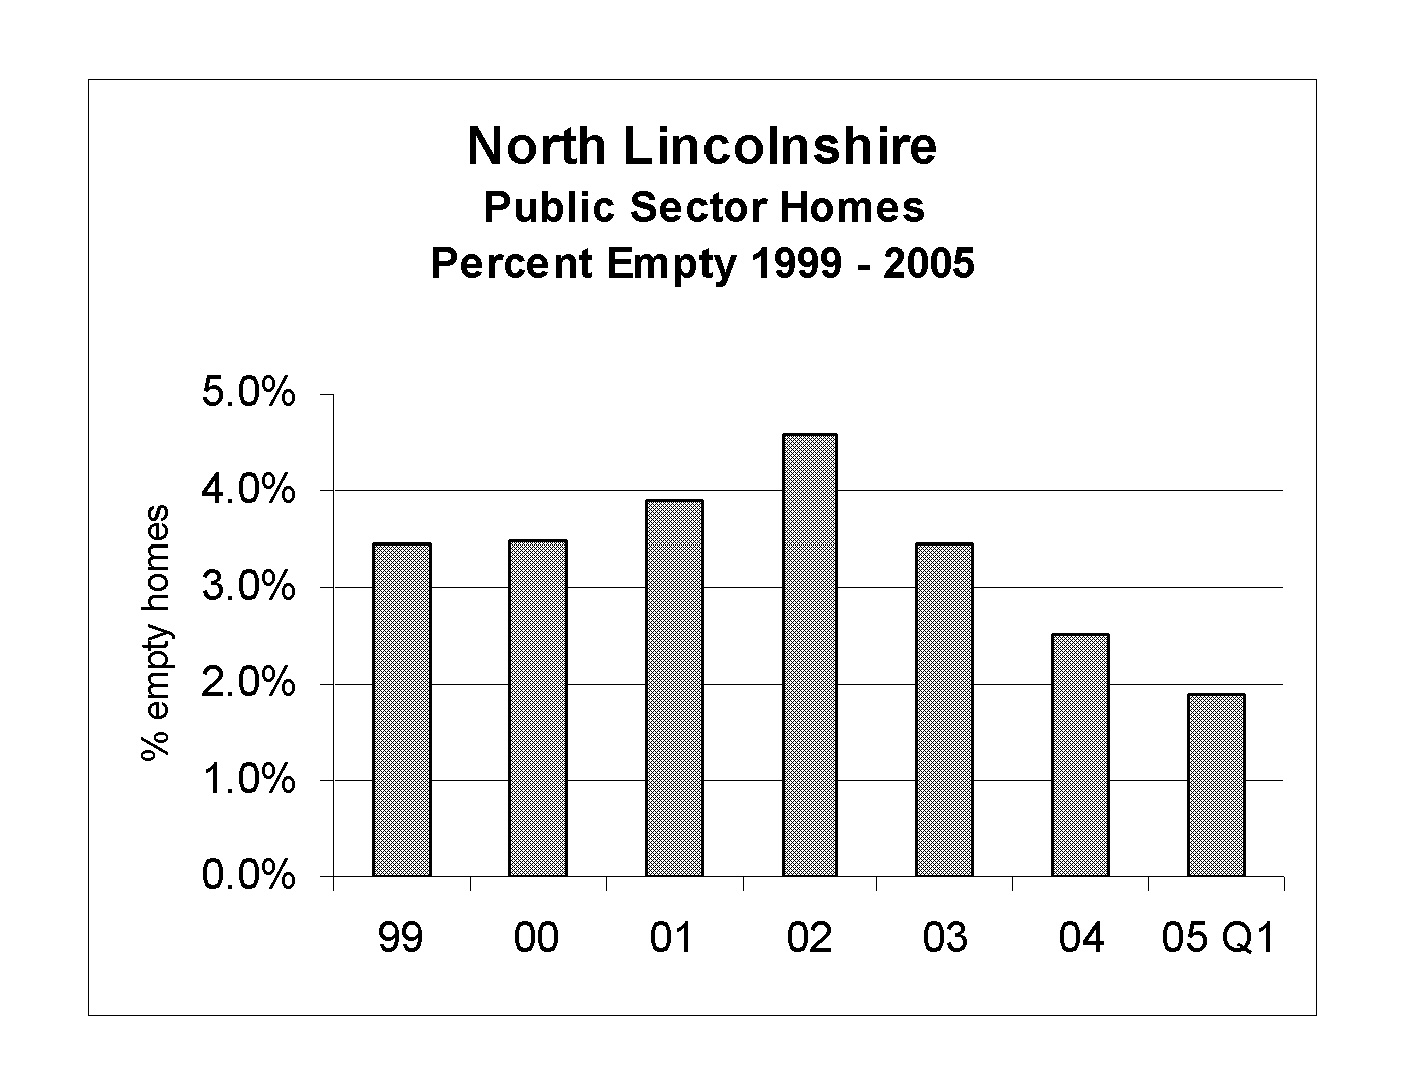 North Lincolnshire
Public Sector Homes
Percent Empty 1999 - 2005
5.0%
4.0%
3.0%
2.0%
1.0%
0.0%
% empty homes
99 00 01 02 03 04 05 Q1